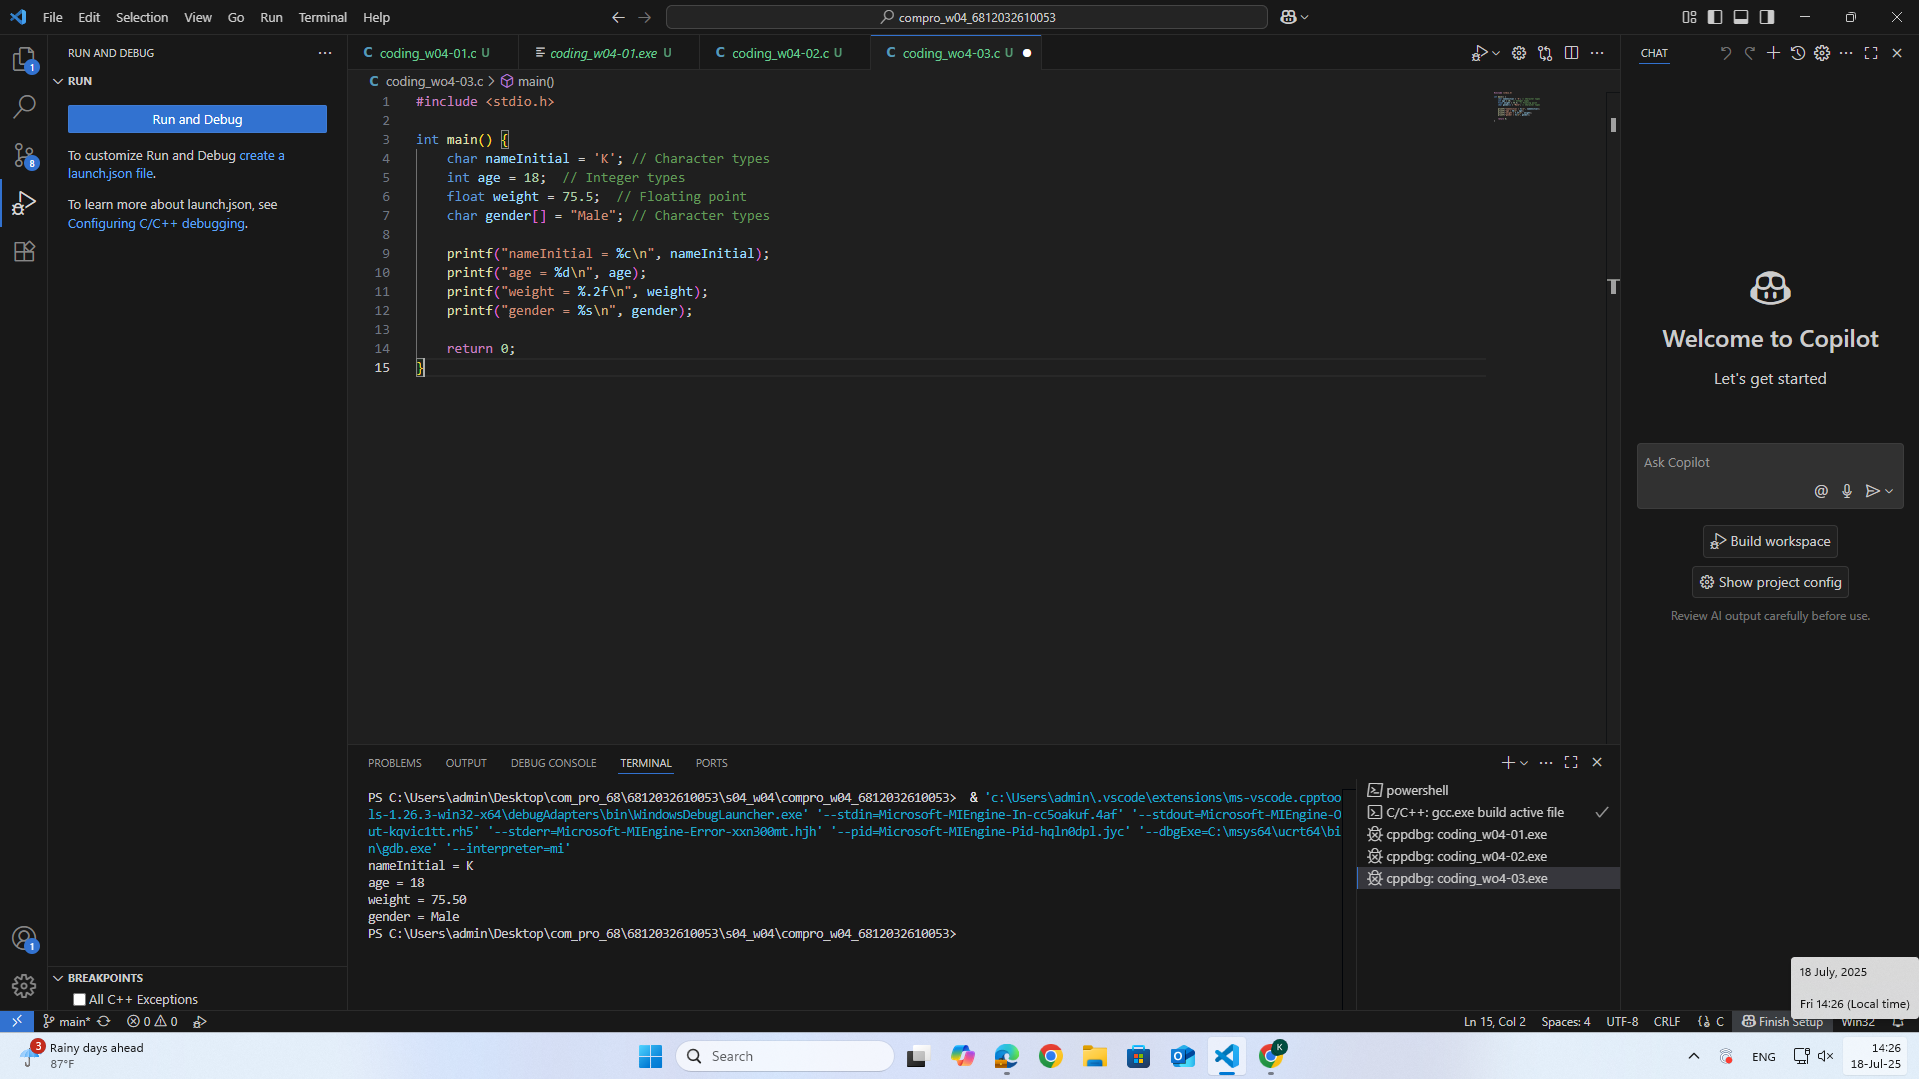 File Edit Selection View Go Run Terminal Help
compro_w04_6812032610053
RUN AND DEBUG
RUN
Run and Debug
To customize Run and Debug create a
launch.json file.
To learn more about launch.json, see
Configuring C/C++ debugging.
coding_w04-01.c U
coding_w04-01.exe U
coding_w04-02.c U
coding_wo4-03.c U
coding_wo4-03.c > main()
1 #include <stdio.h>
2
3 int main() {
4 char nameInitial = 'K'; // Character types
5 int age = 18; // Integer types
6 float weight = 75.5; // Floating point
7 char gender[] = "Male"; // Character types
8
9 printf("nameInitial = %c\n", nameInitial);
10 printf("age = %d\n", age);
11 printf("weight = %.2f\n", weight);
12 printf("gender = %s\n", gender);
13
14 return 0;
15 }
CHAT
Welcome to Copilot
Let's get started
Ask Copilot
Build workspace
Show project config
Review AI output carefully before use.
PROBLEMS OUTPUT DEBUG CONSOLE TERMINAL PORTS
PS C:\Users\admin\Desktop\com_pro_68\6812032610053\s04_w04\compro_w04_6812032610053> & 'c:\Users\admin\.vscode\extensions\ms-vscode.cpptoo
ls-1.26.3-win32-x64\debugAdapters\bin\WindowsDebugLauncher.exe' '--stdin=Microsoft-MIEngine-In-cc5oakuf.4af' '--stdout=Microsoft-MIEngine-O
ut-kqvic1tt.rh5' '--stderr=Microsoft-MIEngine-Error-xxn300mt.hjh' '--pid=Microsoft-MIEngine-Pid-hqln0dpl.jyc' '--dbgExe=C:\msys64\ucrt64\bi
n\gdb.exe' '--interpreter=mi'
nameInitial = K
age = 18
weight = 75.50
gender = Male
PS C:\Users\admin\Desktop\com_pro_68\6812032610053\s04_w04\compro_w04_6812032610053>
powershell
C/C++: gcc.exe build active file
cppdbg: coding_w04-01.exe
cppdbg: coding_w04-02.exe
cppdbg: coding_wo4-03.exe
BREAKPOINTS
All C++ Exceptions
18 July, 2025
Fri 14:26 (Local time)
main* 0 0
Ln 15, Col 2 Spaces: 4 UTF-8 CRLF {} C Finish Setup Win32
3 Rainy days ahead
87°F
Search
ENG
14:26
18-Jul-25